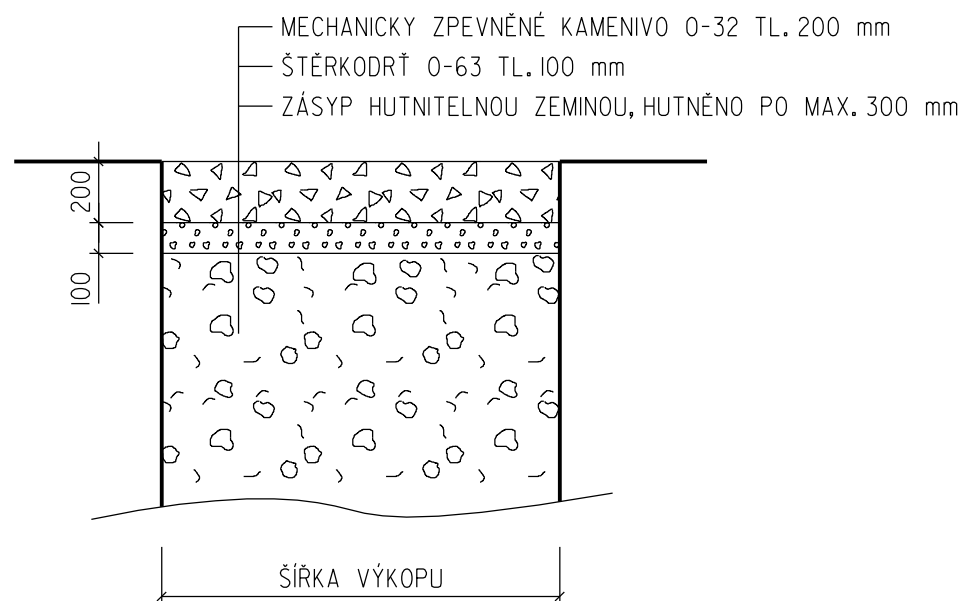 MECHANICKY ZPEVNĚNÉ KAMENIVO 0-32 TL. 200 mm
ŠTĚRKODRŤ 0-63 TL. 100 mm
ZÁSYP HUTNITELNOU ZEMINOU, HUTNĚNO PO MAX. 300 mm
200
100
ŠÍŘKA VÝKOPU